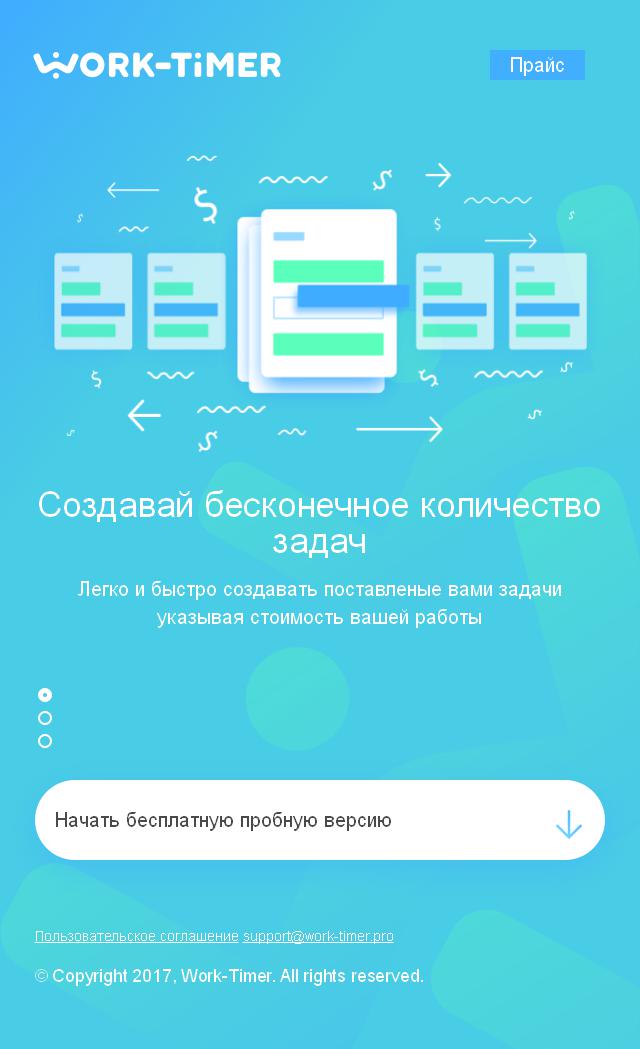 WORK-TiMER
Прайс
Создавай бесконечное количество
задач
Легко и быстро создавать поставленые вами задачи
указывая стоимость вашей работы
Начать бесплатную пробную версию
Пользовательское соглашение support@work-timer.pro
© Copyright 2017, Work-Timer. All rights reserved.